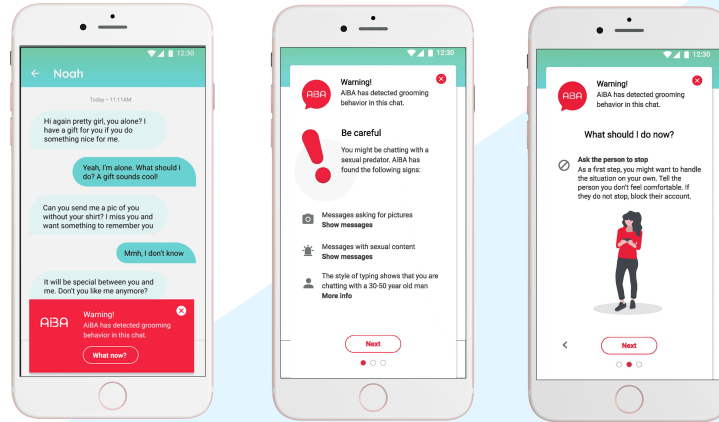 12:30
Noah
Today • 11:114AM
Hi again pretty girl, you alone? I
have a gift for you if you do
something nice for me.
Yeah, I'm alone. What should I
do? A gift sounds cool!
Can you send me a pic of you
without your shirt? I miss you and
want something to remember you
Mmh, I don't know
It will be special between you and
me. Don't you like me anymore?
AiBA
Warning!
AiBA has detected grooming
behavior in this chat.
What now?
12:30
AiBA
Warning!
AiBA has detected grooming
behavior in this chat.
Be careful
You might be chatting with a
sexual predator. AiBA has
found the following signs:
Messages asking for pictures
Show messages
Messages with sexual content
Show messages
The style of typing shows that you are
chatting with a 30-50 year old man
More info
Next
12:30
AiBA
Warning!
AiBA has detected grooming
behavior in this chat.
What should I do now?
Ask the person to stop
As a first step, you might want to handle
the situation on your own. Tell the
person you don't feel comfortable. If
they do not stop, block their account.
Next